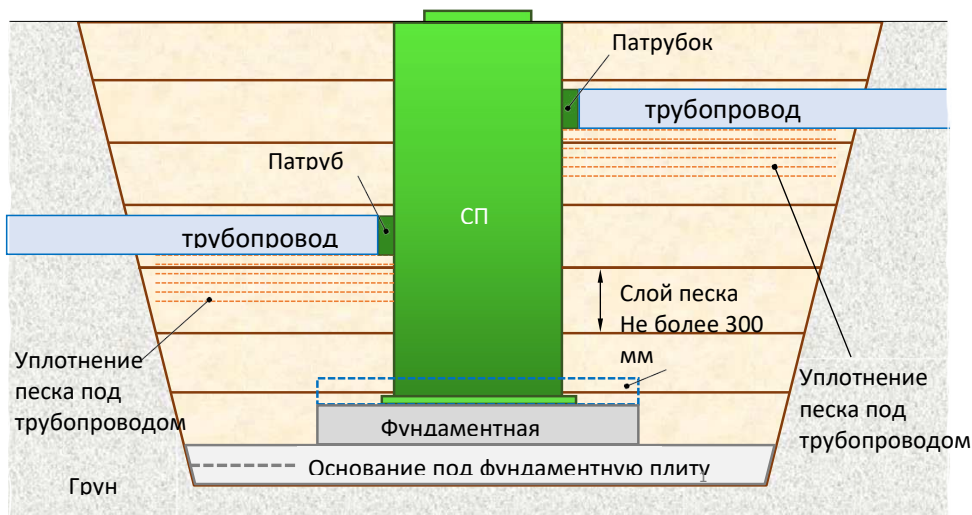 Патрубок
трубопровод
Патруб
СП
трубопровод
Слой песка
Не более 300
мм
Уплотнение
песка под
трубопроводом
Уплотнение
песка под
трубопроводом
Фундаментная
Основание под фундаментную плиту
Грун